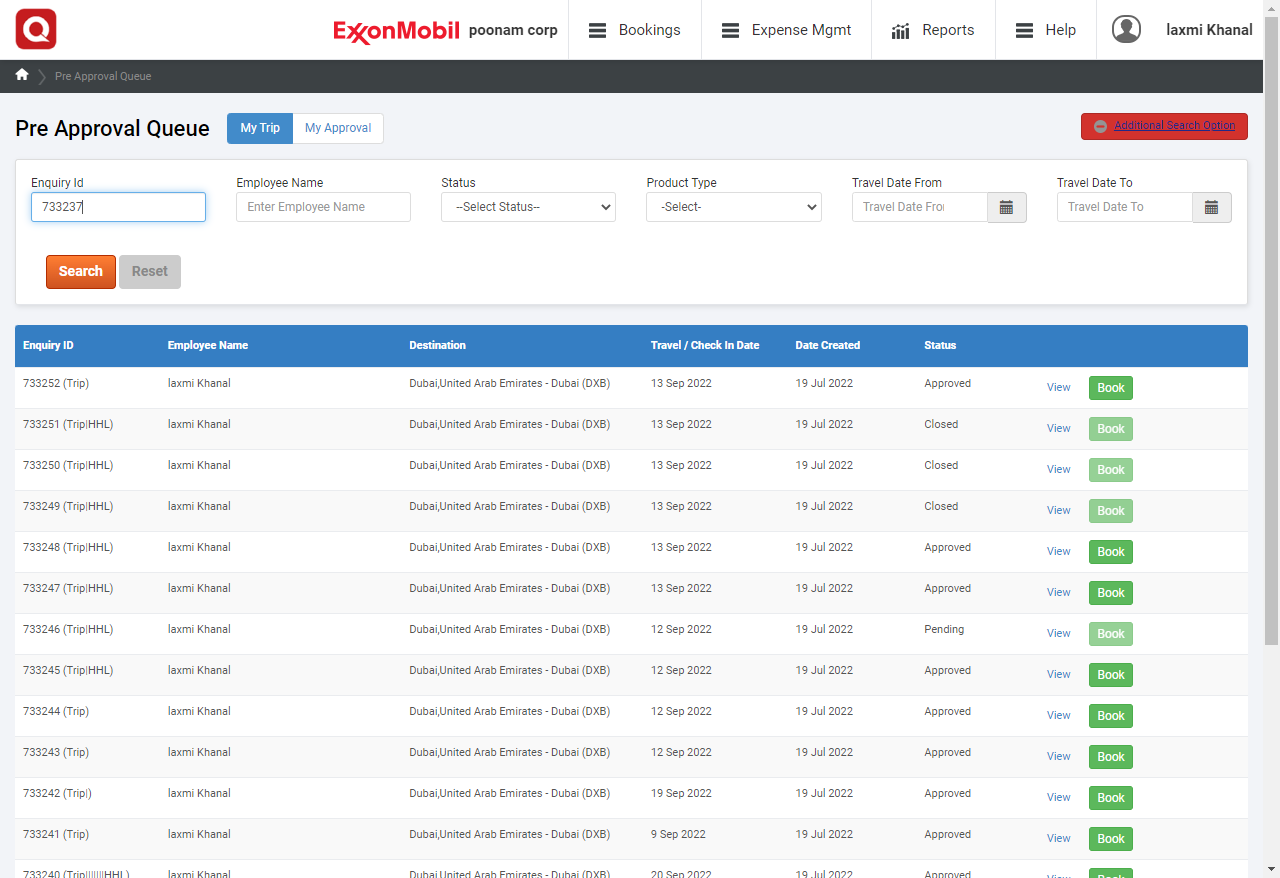 Q ExxonMobil poonam corp Bookings Expense Mgmt Reports Help laxmi Khanal
Pre Approval Queue
Pre Approval Queue My Trip My Approval Additional Search Option
Enquiry Id Employee Name Status Product Type Travel Date From Travel Date To
733237 Enter Employee Name --Select Status-- -Select- Travel Date Fro Travel Date To
Search Reset
Enquiry ID Employee Name Destination Travel / Check In Date Date Created Status
733252 (Trip) laxmi Khanal Dubai,United Arab Emirates - Dubai (DXB) 13 Sep 2022 19 Jul 2022 Approved View Book
733251 (Trip|HHL) laxmi Khanal Dubai,United Arab Emirates - Dubai (DXB) 13 Sep 2022 19 Jul 2022 Closed View Book
733250 (Trip|HHL) laxmi Khanal Dubai,United Arab Emirates - Dubai (DXB) 13 Sep 2022 19 Jul 2022 Closed View Book
733249 (Trip|HHL) laxmi Khanal Dubai,United Arab Emirates - Dubai (DXB) 13 Sep 2022 19 Jul 2022 Closed View Book
733248 (Trip|HHL) laxmi Khanal Dubai,United Arab Emirates - Dubai (DXB) 13 Sep 2022 19 Jul 2022 Approved View Book
733247 (Trip|HHL) laxmi Khanal Dubai,United Arab Emirates - Dubai (DXB) 13 Sep 2022 19 Jul 2022 Approved View Book
733246 (Trip|HHL) laxmi Khanal Dubai,United Arab Emirates - Dubai (DXB) 12 Sep 2022 19 Jul 2022 Pending View Book
733245 (Trip|HHL) laxmi Khanal Dubai,United Arab Emirates - Dubai (DXB) 12 Sep 2022 19 Jul 2022 Approved View Book
733244 (Trip) laxmi Khanal Dubai,United Arab Emirates - Dubai (DXB) 12 Sep 2022 19 Jul 2022 Approved View Book
733243 (Trip) laxmi Khanal Dubai,United Arab Emirates - Dubai (DXB) 12 Sep 2022 19 Jul 2022 Approved View Book
733242 (Trip|) laxmi Khanal Dubai,United Arab Emirates - Dubai (DXB) 19 Sep 2022 19 Jul 2022 Approved View Book
733241 (Trip) laxmi Khanal Dubai,United Arab Emirates - Dubai (DXB) 9 Sep 2022 19 Jul 2022 Approved View Book
laxmi Khanal Dubai,United Arab Emirates - Dubai (DXB) 20 Sep 2022 19 Jul 2022 Approved View Book